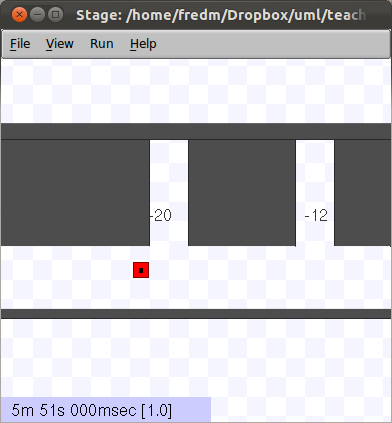 Stage: /home/fredm/Dropbox/uml/teach
File View Run Help
-20 -12
5m 51s 000msec [1.0]